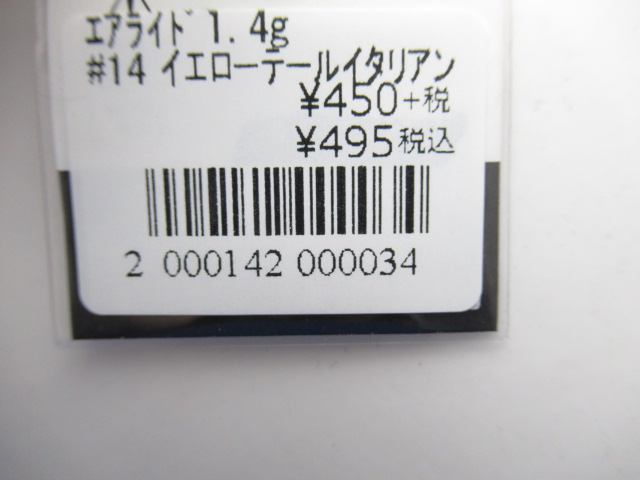 ｴｱﾗｲﾄﾞ 1.4g
#14 イエローテールイタリアン
¥450+税
¥495税込
2 000142 000034